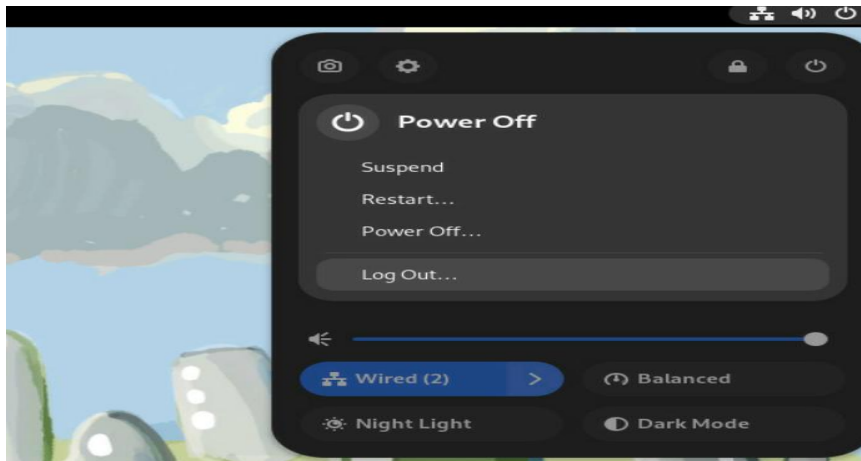 Power Off
Suspend
Restart...
Power Off...
Log Out...
Wired (2)
Balanced
Night Light
Dark Mode